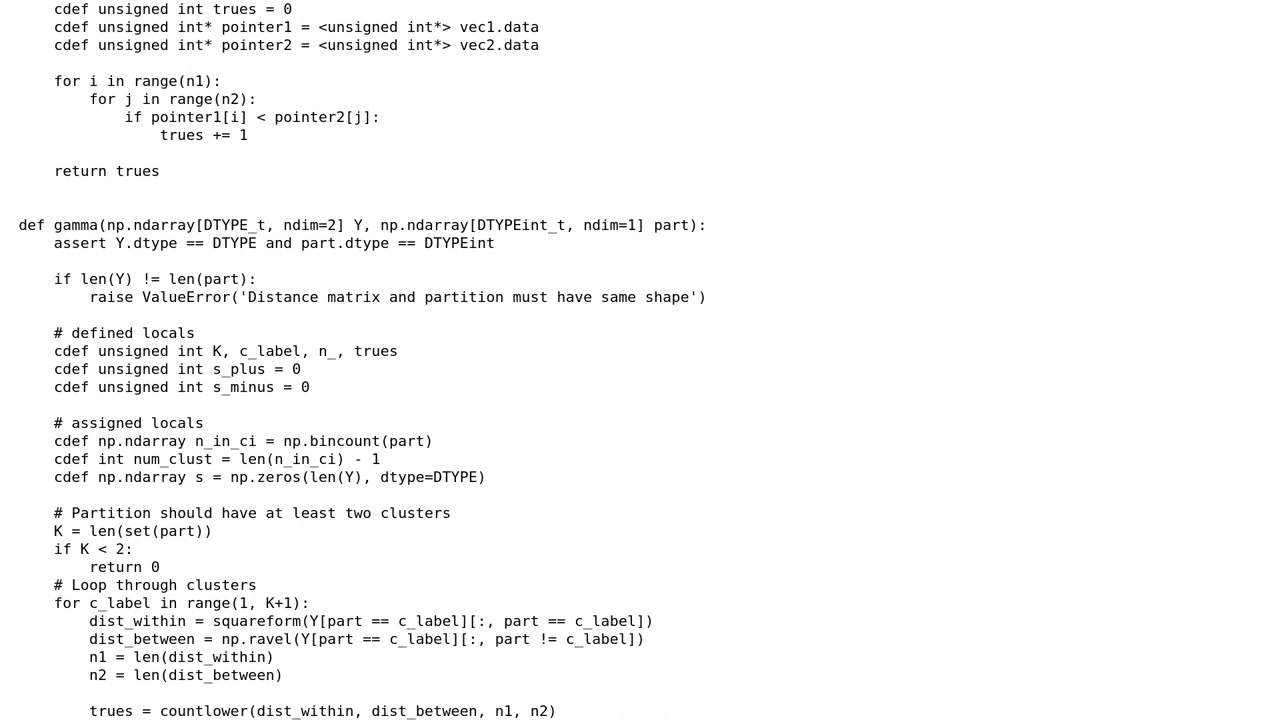 cdef unsigned int trues = 0
cdef unsigned int* pointer1 = <unsigned int*> vec1.data
cdef unsigned int* pointer2 = <unsigned int*> vec2.data
for i in range(n1):
for j in range(n2):
if pointer1[i] < pointer2[j]:
trues += 1
return trues
def gamma(np.ndarray[DTYPE_t, ndim=2] Y, np.ndarray[DTYPEint_t, ndim=1] part):
assert Y.dtype == DTYPE and part.dtype == DTYPEint
if len(Y) != len(part):
raise ValueError('Distance matrix and partition must have same shape')
# defined locals
cdef unsigned int K, c_label, n_, trues
cdef unsigned int s_plus = 0
cdef unsigned int s_minus = 0
# assigned locals
cdef np.ndarray n_in_ci = np.bincount(part)
cdef int num_clust = len(n_in_ci) - 1
cdef np.ndarray s = np.zeros(len(Y), dtype=DTYPE)
# Partition should have at least two clusters
K = len(set(part))
if K < 2:
return 0
# Loop through clusters
for c_label in range(1, K+1):
dist_within = squareform(Y[part == c_label][:, part == c_label])
dist_between = np.ravel(Y[part == c_label][:, part != c_label])
n1 = len(dist_within)
n2 = len(dist_between)
trues = countlower(dist_within, dist_between, n1, n2)